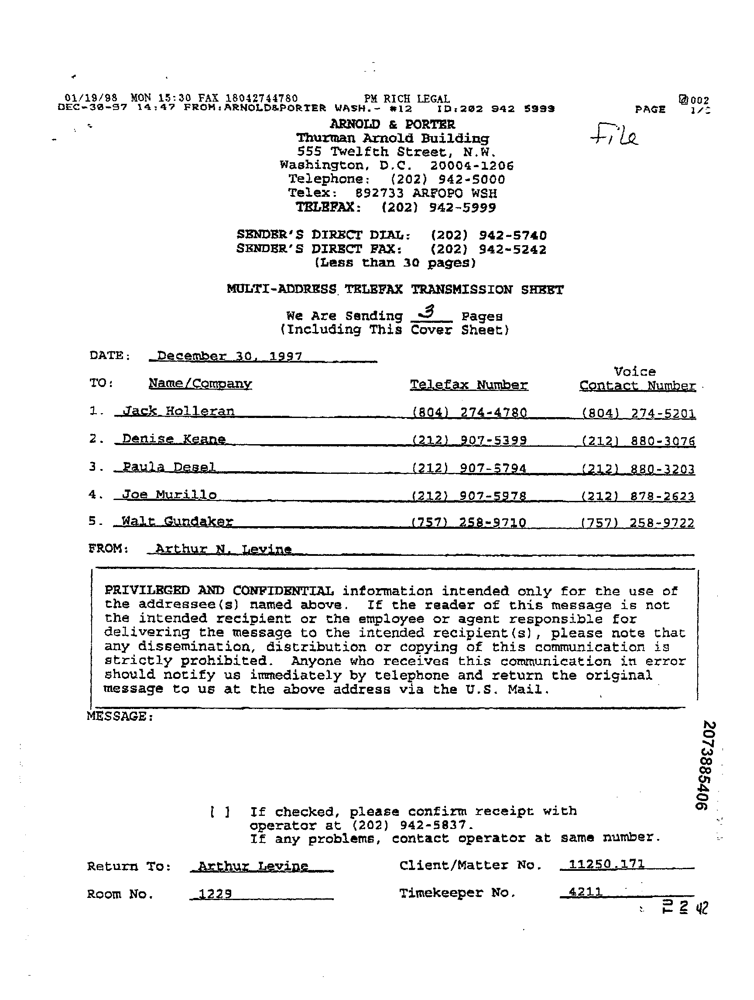 01/19/98 MON 15:30 FAX 18042744780 PM RICH LEGAL 002
DEC-30-97 14:47 FROM:ARNOLD&PORTER WASH.- #12 ID:202 942 5999 PAGE 1/
File
ARNOLD & PORTER
Thurman Arnold Building
555 Twelfth Street, N.W.
Washington, D.C. 20004-1206
Telephone: (202) 942-5000
Telex: 892733 ARFOPO WSH
TELEFAX: (202) 942-5999
SENDER'S DIRECT DIAL: (202) 942-5740
SENDER'S DIRECT FAX: (202) 942-5242
(Less than 30 pages)
MULTI-ADDRESS TELEFAX TRANSMISSION SHEET
We Are Sending 3 Pages
(Including This Cover Sheet)
DATE: December 30, 1997
Voice
TO: Name/Company Telefax Number Contact Number
1. Jack Holleran (804) 274-4780 (804) 274-5201
2. Denise Keane (212) 907-5399 (212) 880-3076
3. Paula Desel (212) 907-5794 (212) 880-3203
4. Joe Murillo (212) 907-5978 (212) 878-2623
5. Walt Gundaker (757) 258-9710 (757) 258-9722
FROM: Arthur N. Levine
PRIVILEGED AND CONFIDENTIAL information intended only for the use of
the addressee(s) named above. If the reader of this message is not
the intended recipient or the employee or agent responsible for
delivering the message to the intended recipient(s), please note that
any dissemination, distribution or copying of this communication is
strictly prohibited. Anyone who receives this communication in error
should notify us immediately by telephone and return the original
message to us at the above address via the U.S. Mail.
MESSAGE:
2073885406
[ ] If checked, please confirm receipt with
operator at (202) 942-5837.
If any problems, contact operator at same number.
Return To: Arthur Levine Client/Matter No. 11250.171
Room No. 1229 Timekeeper No. 4211
42